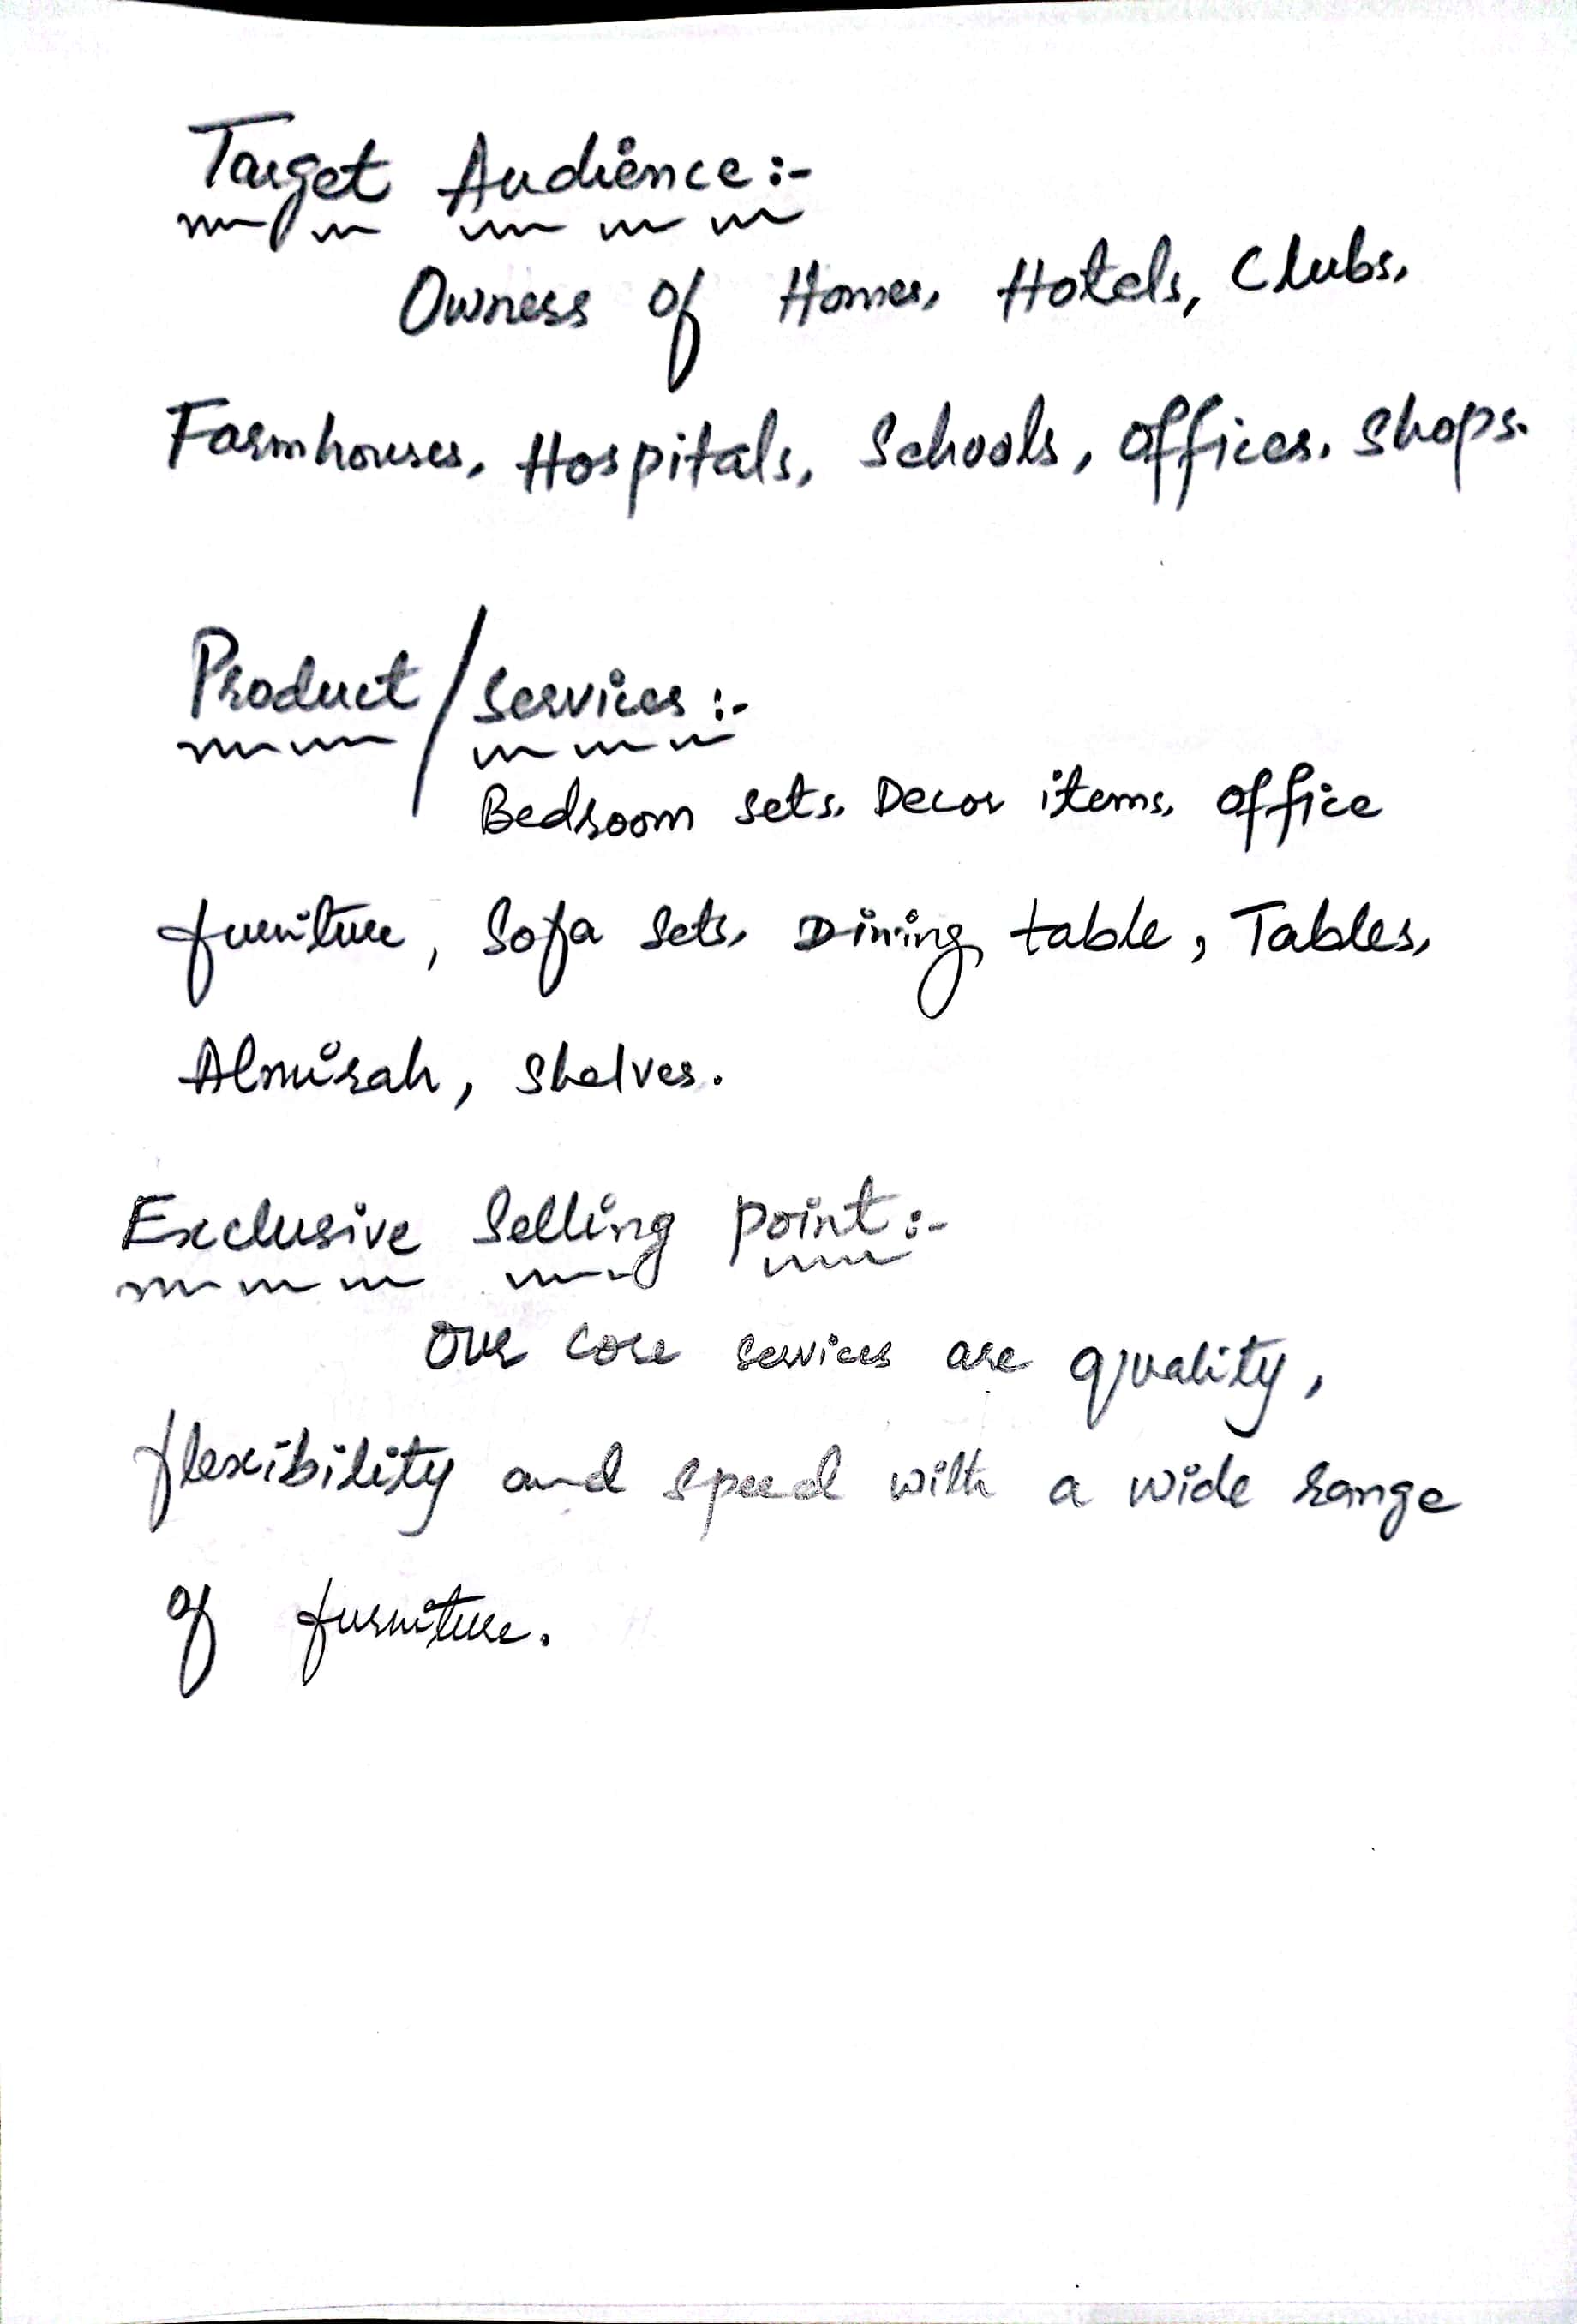 Target Audience :-
Owners of Homes, Hotels, Clubs,
Farmhouses, Hospitals, Schools, offices, Shops.
Product / Services :-
Bedroom sets, Decor items, office
furniture, Sofa sets, Dining table, Tables,
Almirah, Shelves.
Exclusive Selling point :-
Our core services are quality,
flexibility and speed with a wide range
of furniture.